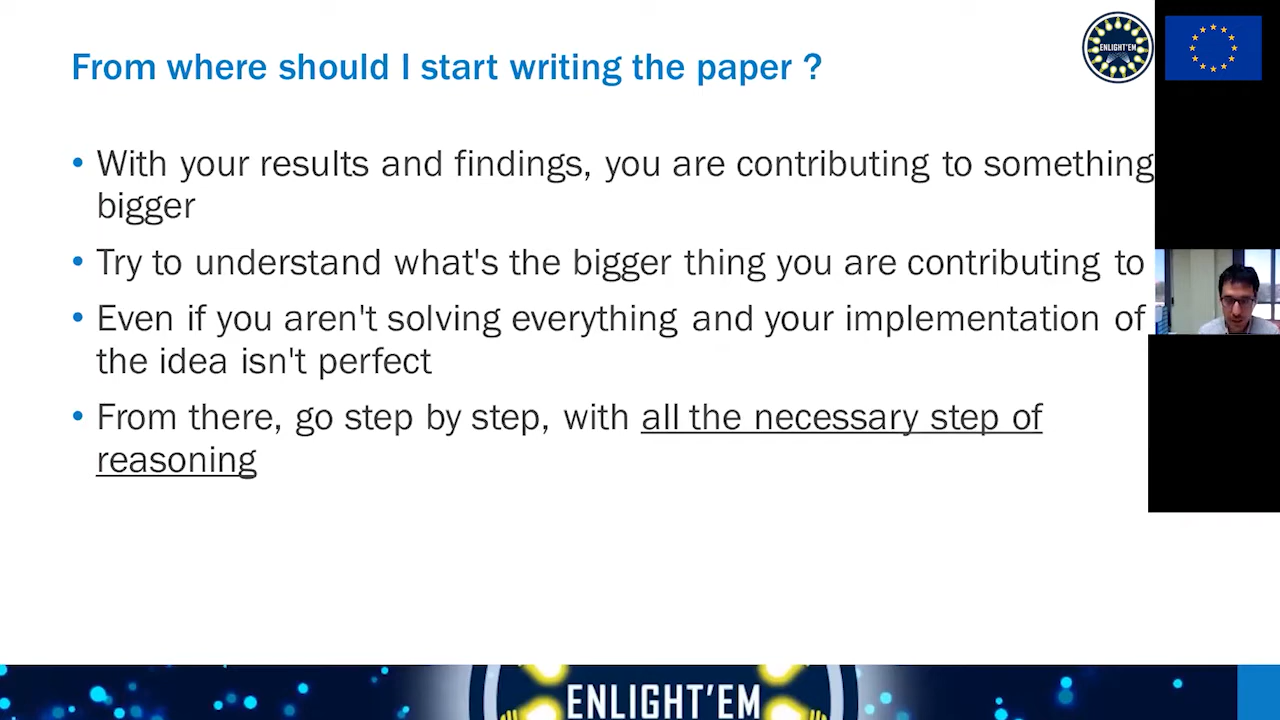 From where should I start writing the paper ?
ENLIGHT'EM
• With your results and findings, you are contributing to something
bigger
• Try to understand what's the bigger thing you are contributing to
• Even if you aren't solving everything and your implementation of
the idea isn't perfect
• From there, go step by step, with all the necessary step of
reasoning
ENLIGHT'EM